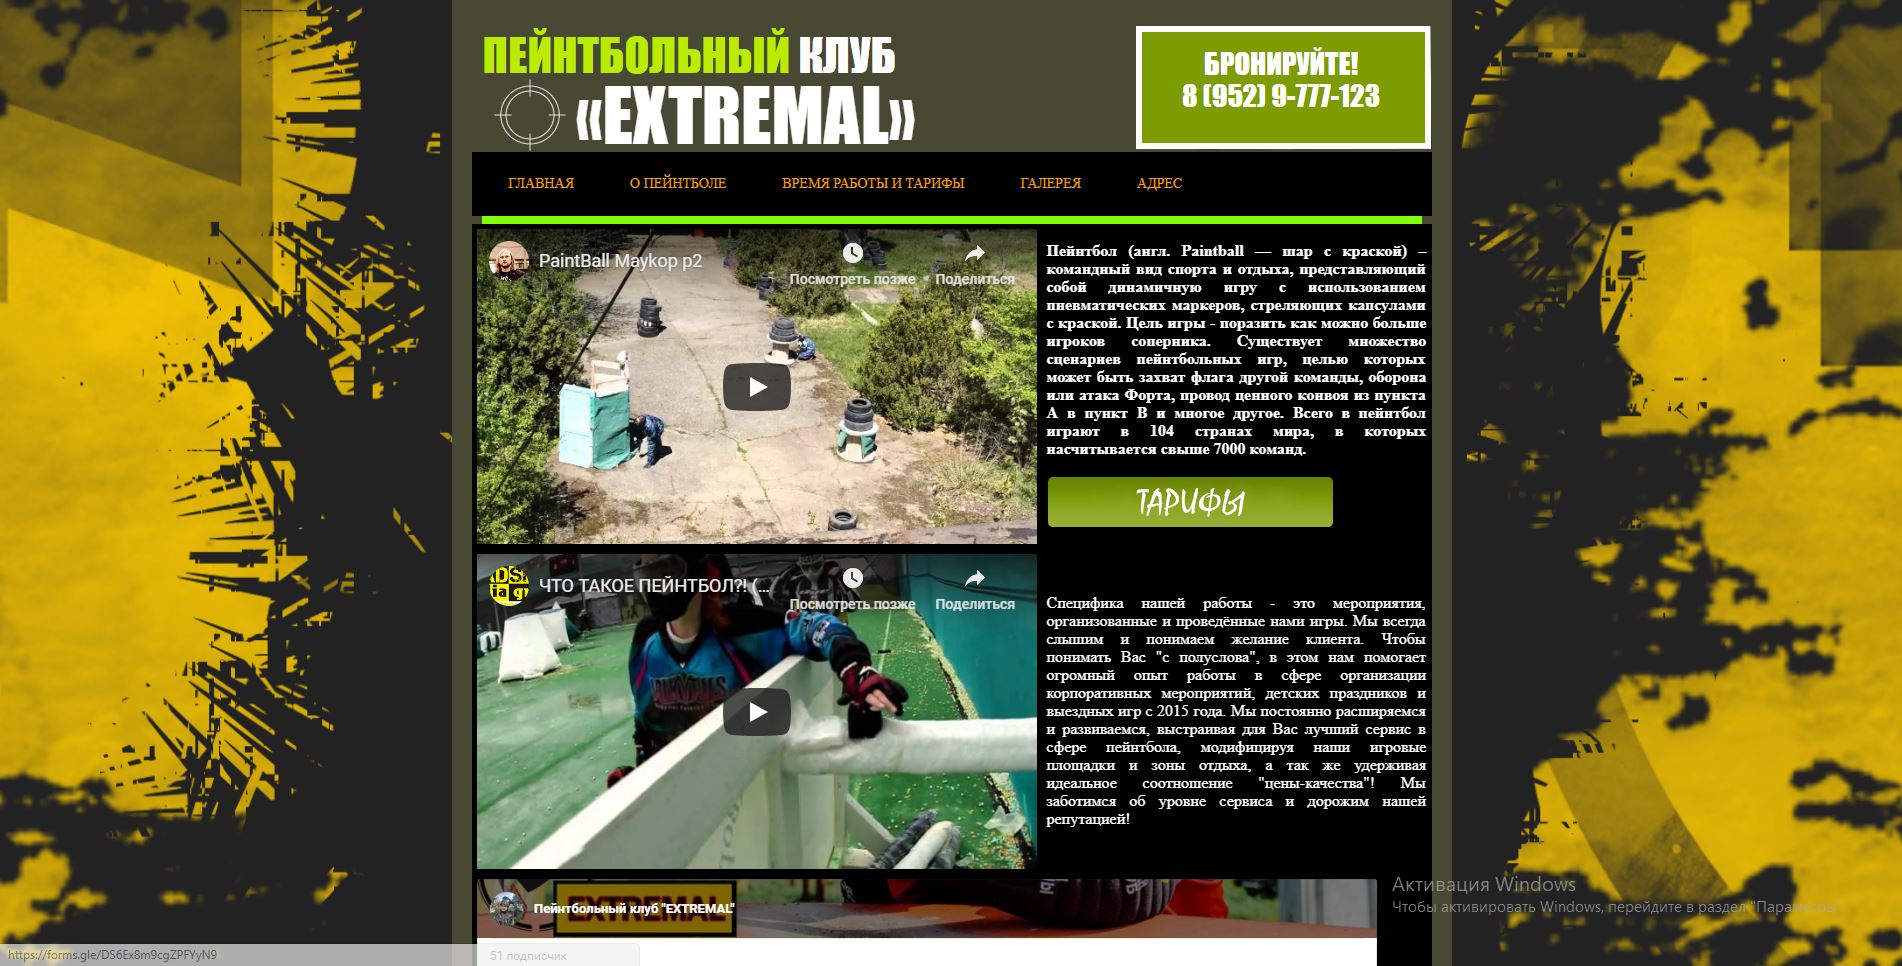 ПЕЙНТБОЛЬНЫЙ КЛУБ
«EXTREMAL»
БРОНИРУЙТЕ!
8 (952) 9-777-123
ГЛАВНАЯ
О ПЕЙНТБОЛЕ
ВРЕМЯ РАБОТЫ И ТАРИФЫ
ГАЛЕРЕЯ
АДРЕС
PaintBall Maykop p2
Посмотреть позже
Поделиться
Пейнтбол (англ. Paintball — шар с краской) –
командный вид спорта и отдыха, представляющий
собой динамичную игру с использованием
пневматических маркеров, стреляющих капсулами
с краской. Цель игры - поразить как можно больше
игроков соперника. Существует множество
сценариев пейнтбольных игр, целью которых
может быть захват флага другой команды, оборона
или атака Форта, провод ценного конвоя из пункта
А в пункт В и многое другое. Всего в пейнтбол
играют в 104 странах мира, в которых
насчитывается свыше 7000 команд.
ТАРИФЫ
ЧТО ТАКОЕ ПЕЙНТБОЛ?! (...
Посмотреть позже
Поделиться
Специфика нашей работы - это мероприятия,
организованные и проведённые нами игры. Мы всегда
слышим и понимаем желание клиента. Чтобы
понимать Вас "с полуслова", в этом нам помогает
огромный опыт работы в сфере организации
корпоративных мероприятий, детских праздников и
выездных игр с 2015 года. Мы постоянно расширяемся
и развиваемся, выстраивая для Вас лучший сервис в
сфере пейнтбола, модифицируя наши игровые
площадки и зоны отдыха, а так же удерживая
идеальное соотношение "цены-качества"! Мы
заботимся об уровне сервиса и дорожим нашей
репутацией!
Пейнтбольный клуб "EXTREMAL"
51 подписчик
Активация Windows
Чтобы активировать Windows, перейдите в раздел "Параметры"
https://forms.gle/DS6Ex8m9cgZPFYyN9